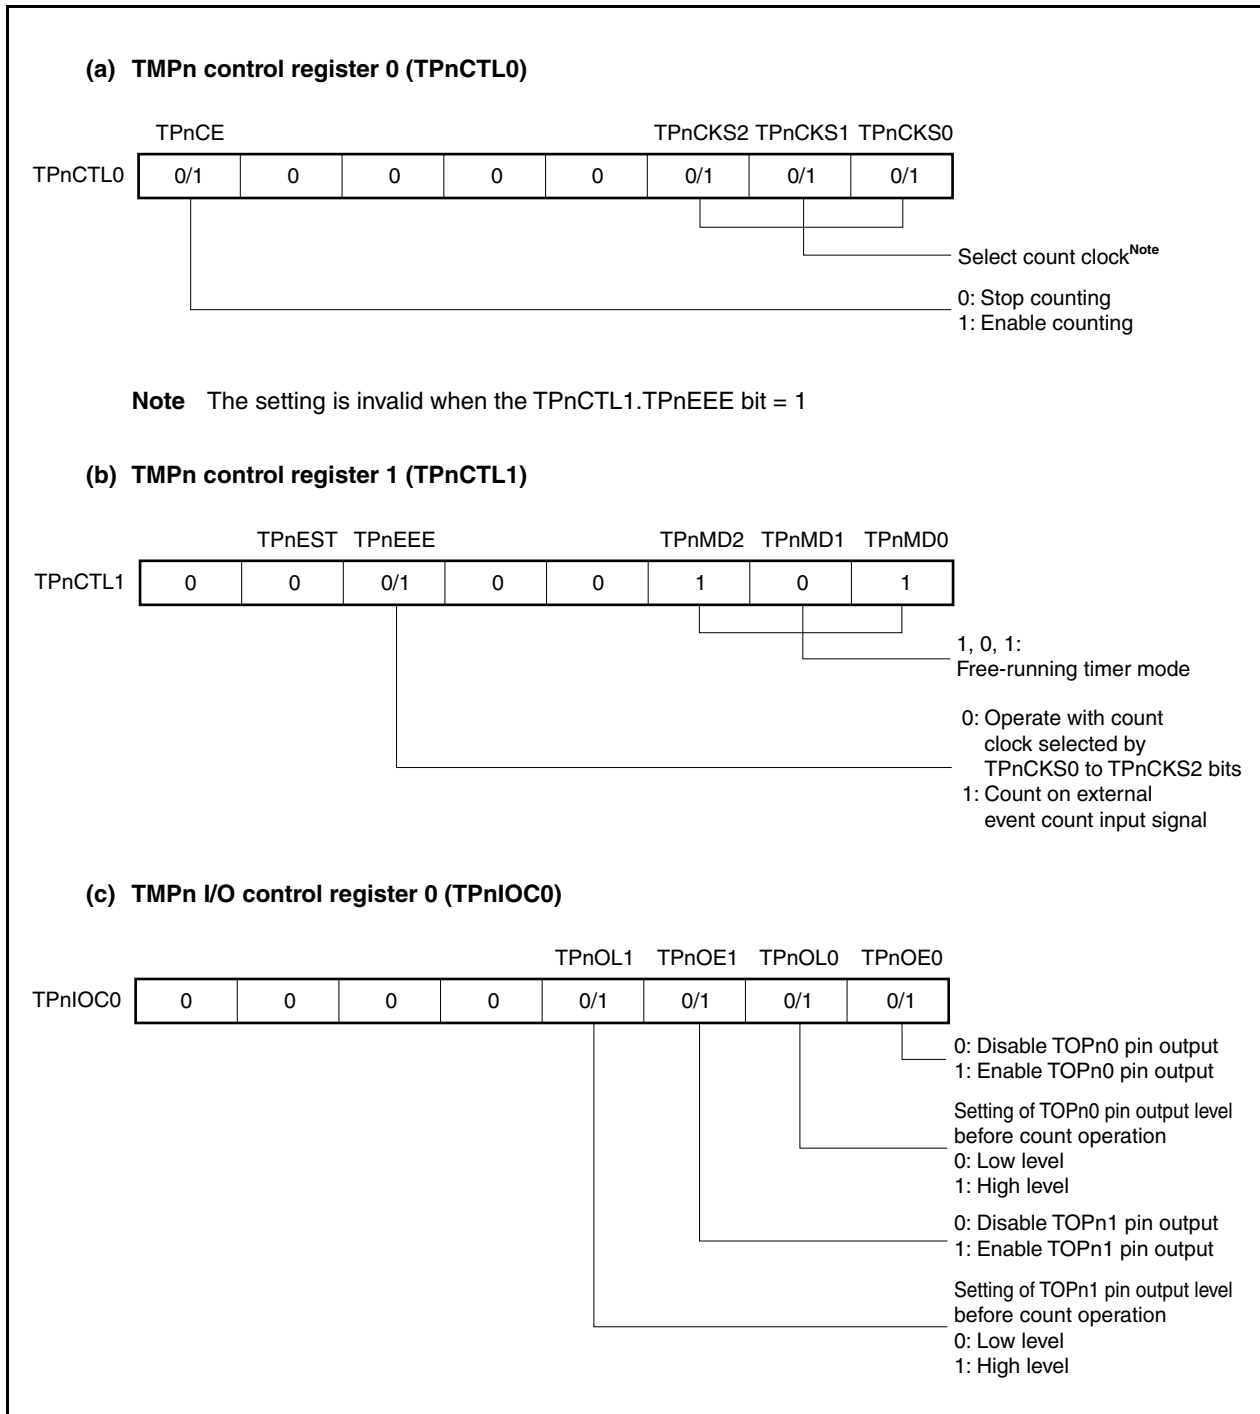 (a) TMPn control register 0 (TPnCTL0)
TPnCE TPnCKS2 TPnCKS1 TPnCKS0
TPnCTL0 0/1 0 0 0 0 0/1 0/1 0/1
Select count clockNote
0: Stop counting
1: Enable counting
Note The setting is invalid when the TPnCTL1.TPnEEE bit = 1
(b) TMPn control register 1 (TPnCTL1)
TPnEST TPnEEE TPnMD2 TPnMD1 TPnMD0
TPnCTL1 0 0 0/1 0 0 1 0 1
1, 0, 1:
Free-running timer mode
0: Operate with count
clock selected by
TPnCKS0 to TPnCKS2 bits
1: Count on external
event count input signal
(c) TMPn I/O control register 0 (TPnIOC0)
TPnOL1 TPnOE1 TPnOL0 TPnOE0
TPnIOC0 0 0 0 0 0/1 0/1 0/1 0/1
0: Disable TOPn0 pin output
1: Enable TOPn0 pin output
Setting of TOPn0 pin output level
before count operation
0: Low level
1: High level
0: Disable TOPn1 pin output
1: Enable TOPn1 pin output
Setting of TOPn1 pin output level
before count operation
0: Low level
1: High level